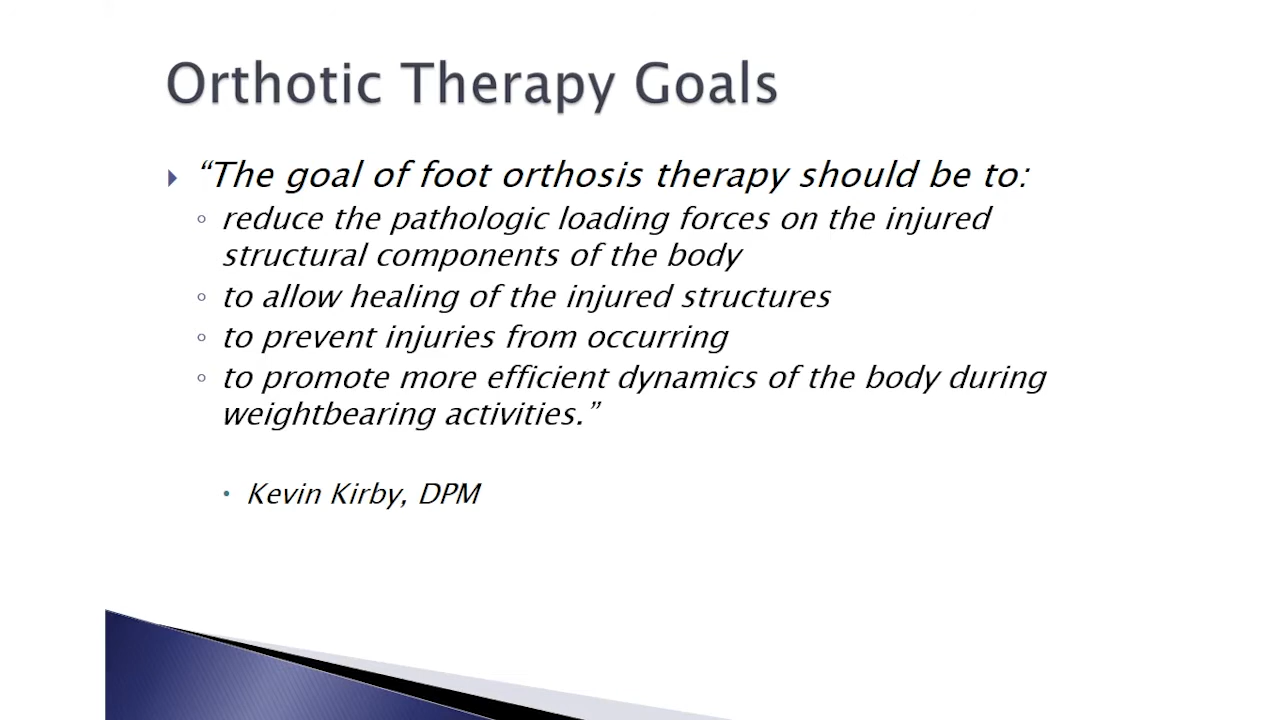 Orthotic Therapy Goals
“The goal of foot orthosis therapy should be to:
reduce the pathologic loading forces on the injured
structural components of the body
to allow healing of the injured structures
to prevent injuries from occurring
to promote more efficient dynamics of the body during
weightbearing activities.”
Kevin Kirby, DPM